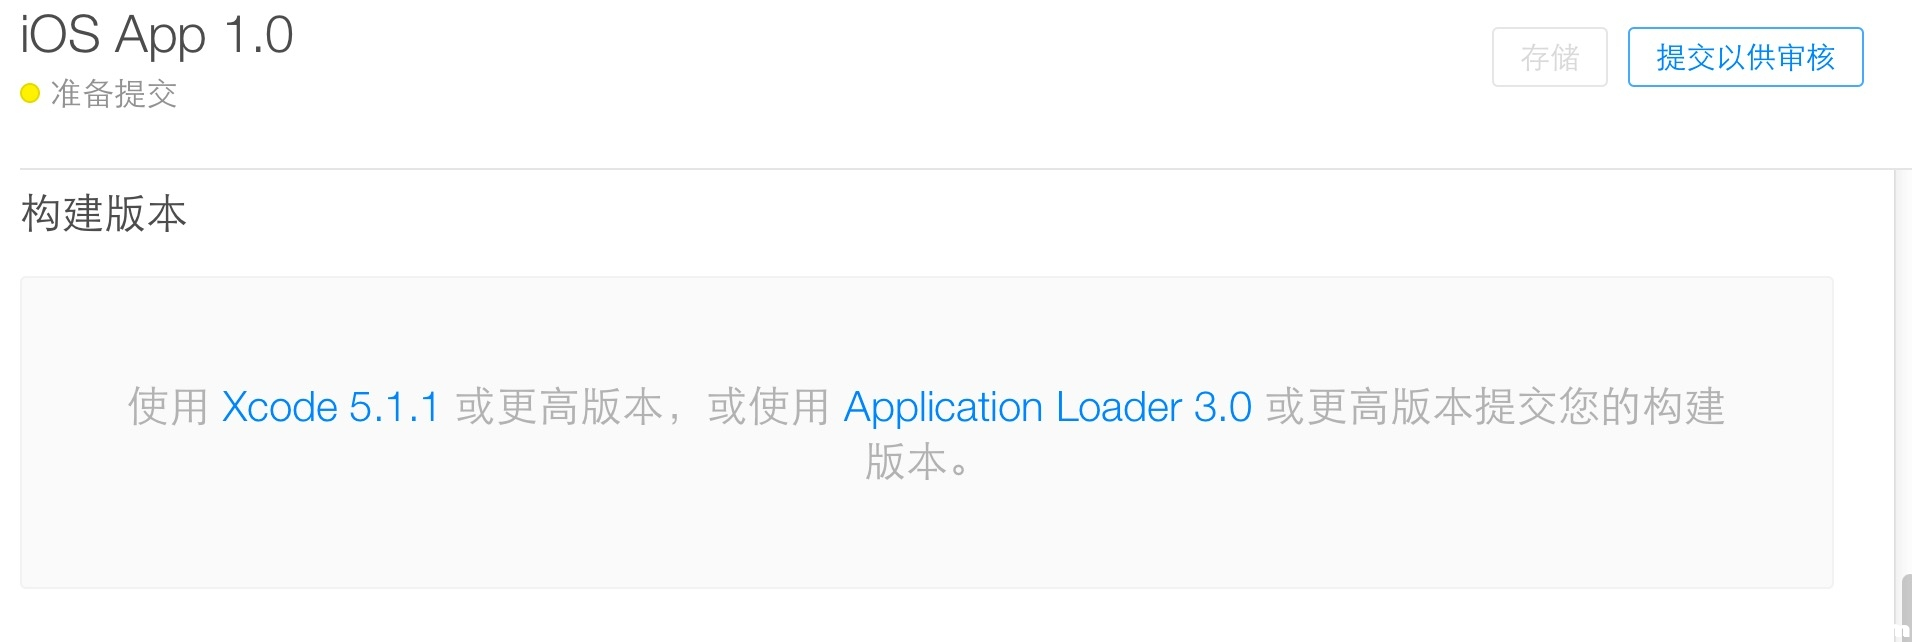 iOS App 1.0
准备提交
存储
提交以供审核
构建版本
使用 Xcode 5.1.1 或更高版本，或使用 Application Loader 3.0 或更高版本提交您的构建
版本。